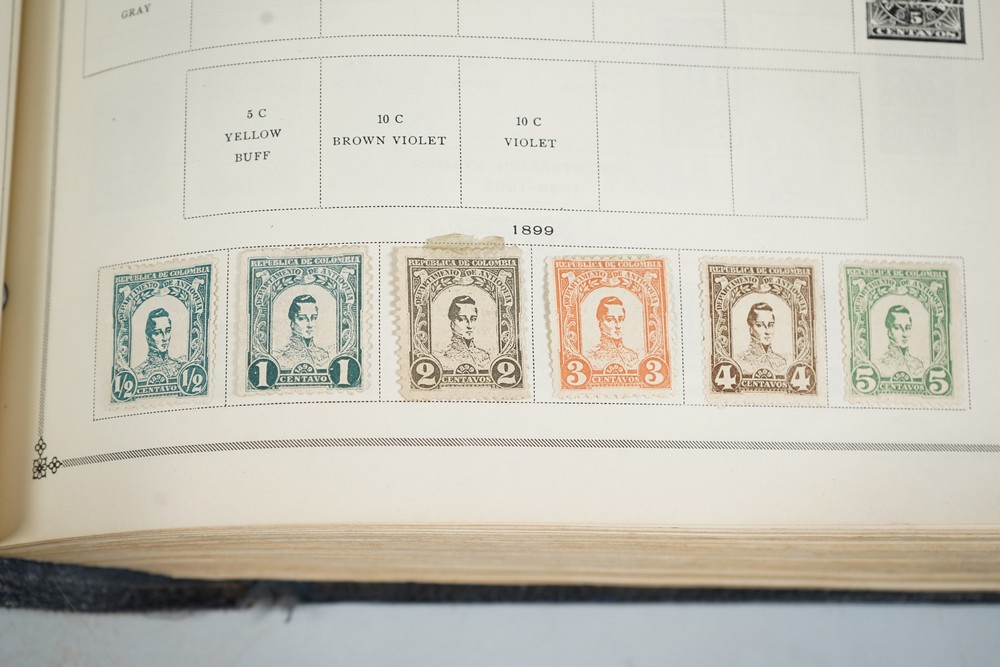 GRAY
5
CENTAVOS
5 C
YELLOW
BUFF
10 C
BROWN VIOLET
10 C
VIOLET
1899
REPUBLICA DE COLOMBIA
DEPARTAMENTO DE ANTIOQUIA
1/2 1/2
REPUBLICA DE COLOMBIA
DEPARTAMENTO DE ANTIOQUIA
1 CENTAVO 1
REPUBLICA DE COLOMBIA
DEPARTAMENTO DE ANTIOQUIA
2 CENTAVOS 2
REPUBLICA DE COLOMBIA
DEPARTAMENTO DE ANTIOQUIA
3 CENTAVOS 3
REPUBLICA DE COLOMBIA
DEPARTAMENTO DE ANTIOQUIA
4 CENTAVOS 4
REPUBLICA DE COLOMBIA
DEPARTAMENTO DE ANTIOQUIA
5 CENTAVOS 5